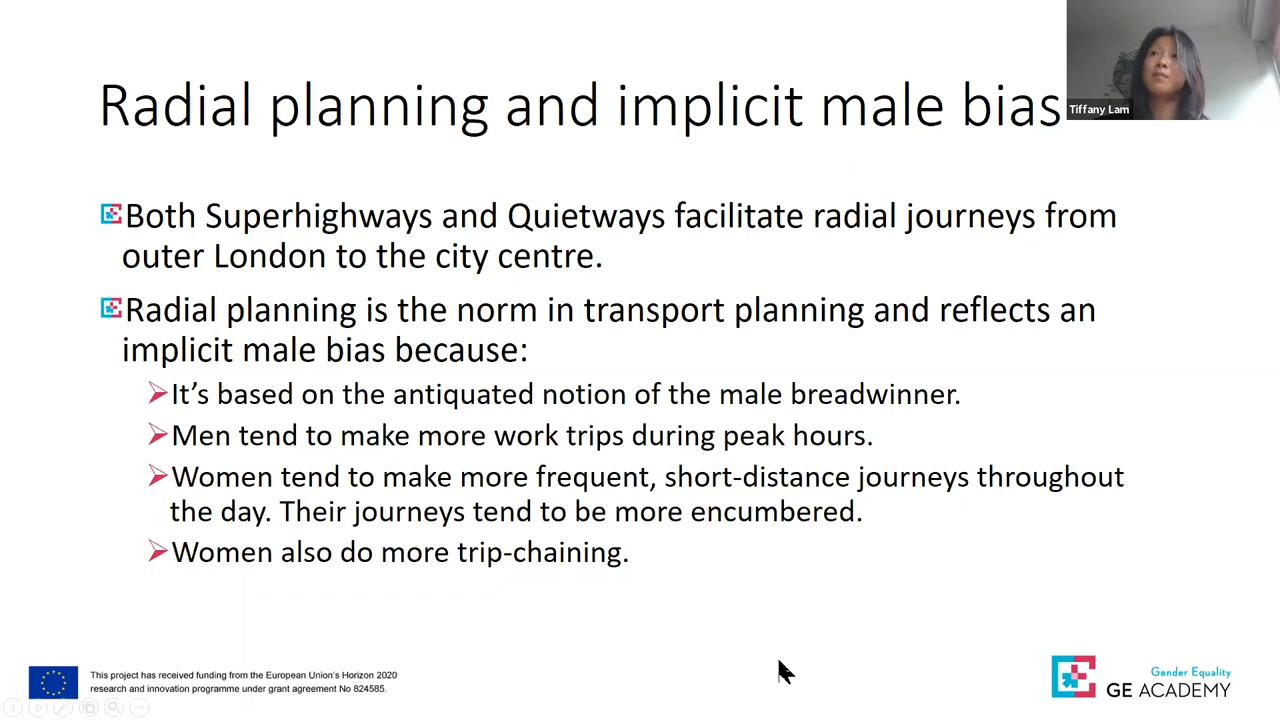 Radial planning and implicit male bias
Tiffany Lam
Both Superhighways and Quietways facilitate radial journeys from
outer London to the city centre.
Radial planning is the norm in transport planning and reflects an
implicit male bias because:
It’s based on the antiquated notion of the male breadwinner.
Men tend to make more work trips during peak hours.
Women tend to make more frequent, short-distance journeys throughout
the day. Their journeys tend to be more encumbered.
Women also do more trip-chaining.
This project has received funding from the European Union’s Horizon 2020
research and innovation programme under grant agreement No 824585.
Gender Equality
GE ACADEMY